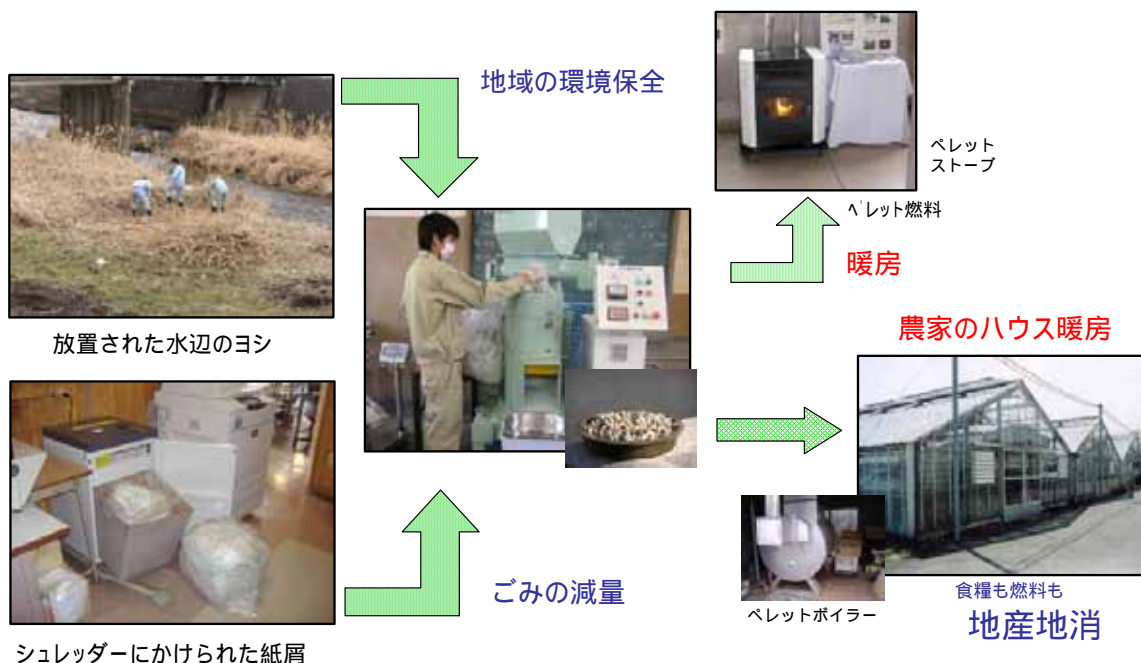 地域の環境保全
ペレット
ストーブ
ペレット燃料
暖房
放置された水辺のヨシ
農家のハウス暖房
ごみの減量
ペレットボイラー
食糧も燃料も
地産地消
シュレッダーにかけられた紙屑